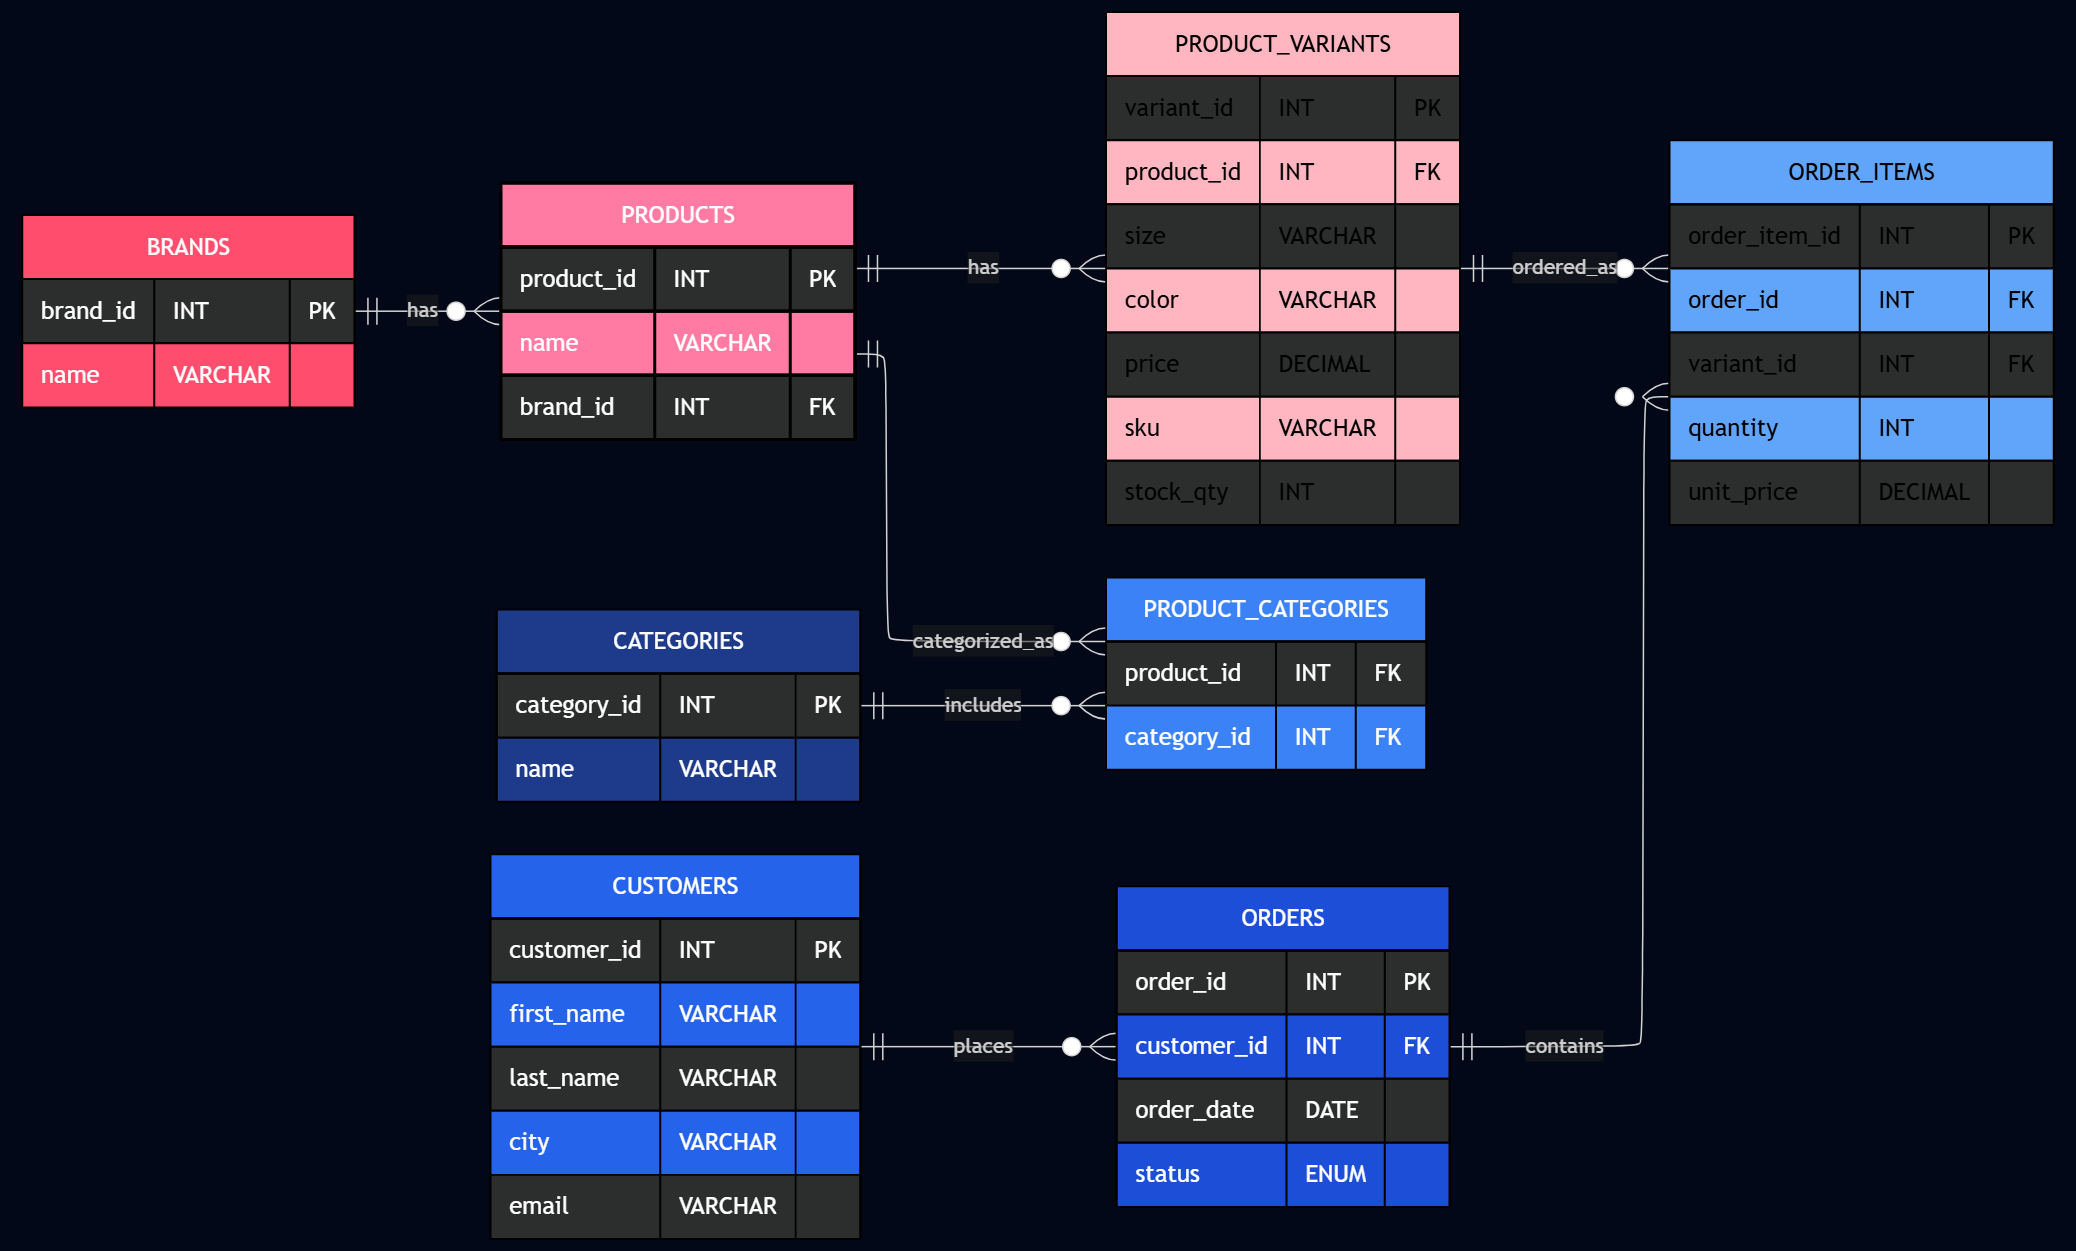 BRANDS
brand_id INT PK
name VARCHAR
has
PRODUCTS
product_id INT PK
name VARCHAR
brand_id INT FK
has
categorized_as
PRODUCT_VARIANTS
variant_id INT PK
product_id INT FK
size VARCHAR
color VARCHAR
price DECIMAL
sku VARCHAR
stock_qty INT
ordered_as
ORDER_ITEMS
order_item_id INT PK
order_id INT FK
variant_id INT FK
quantity INT
unit_price DECIMAL
CATEGORIES
category_id INT PK
name VARCHAR
includes
PRODUCT_CATEGORIES
product_id INT FK
category_id INT FK
CUSTOMERS
customer_id INT PK
first_name VARCHAR
last_name VARCHAR
city VARCHAR
email VARCHAR
places
ORDERS
order_id INT PK
customer_id INT FK
order_date DATE
status ENUM
contains